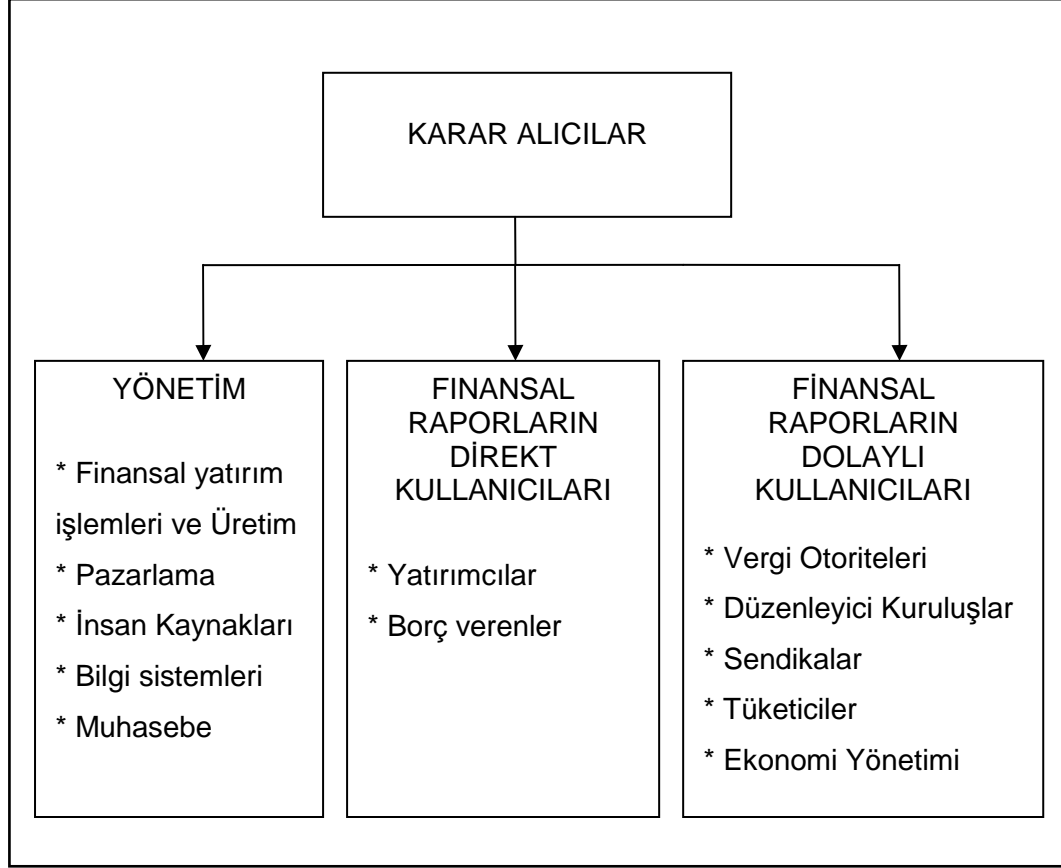 KARAR ALICILAR
YÖNETİM
* Finansal yatırım
işlemleri ve Üretim
* Pazarlama
* İnsan Kaynakları
* Bilgi sistemleri
* Muhasebe
FINANSAL
RAPORLARIN
DİREKT
KULLANICILARI
* Yatırımcılar
* Borç verenler
FİNANSAL
RAPORLARIN
DOLAYLI
KULLANICILARI
* Vergi Otoriteleri
* Düzenleyici Kuruluşlar
* Sendikalar
* Tüketiciler
* Ekonomi Yönetimi